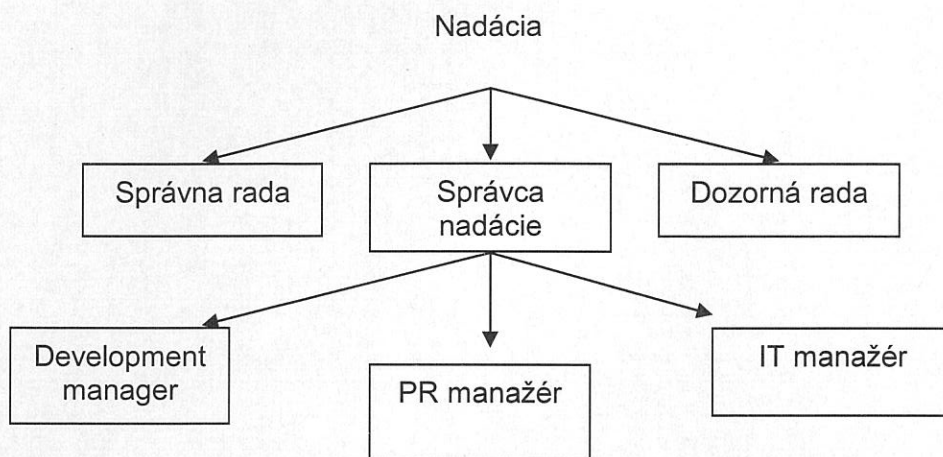 Nadácia
Správna rada
Správca
nadácie
Dozorná rada
Development
manager
PR manažér
IT manažér